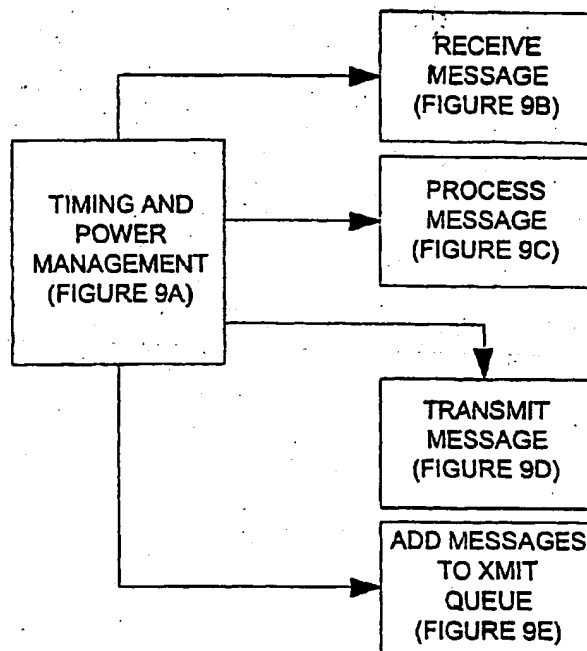 RECEIVE
MESSAGE
(FIGURE 9B)
TIMING AND
POWER
MANAGEMENT
(FIGURE 9A)
PROCESS
MESSAGE
(FIGURE 9C)
TRANSMIT
MESSAGE
(FIGURE 9D)
ADD MESSAGES
TO XMIT
QUEUE
(FIGURE 9E)